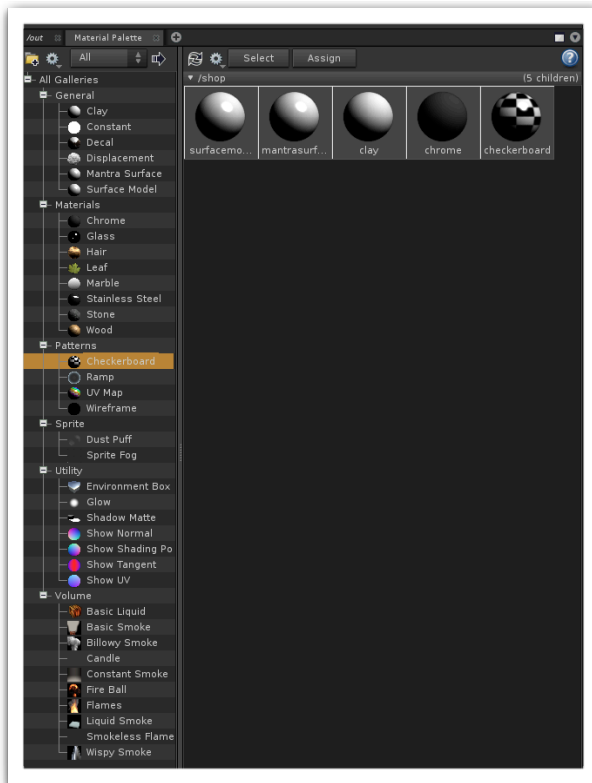 /out Material Palette
All Select Assign
/shop (5 children)
All Galleries
General
Clay
Constant
Decal
Displacement
Mantra Surface
Surface Model
Materials
Chrome
Glass
Hair
Leaf
Marble
Stainless Steel
Stone
Wood
Patterns
Checkerboard
Ramp
UV Map
Wireframe
Sprite
Dust Puff
Sprite Fog
Utility
Environment Box
Glow
Shadow Matte
Show Normal
Show Shading Po
Show Tangent
Show UV
Volume
Basic Liquid
Basic Smoke
Billowy Smoke
Candle
Constant Smoke
Fire Ball
Flames
Liquid Smoke
Smokeless Flame
Wispy Smoke
surfacemo... mantrasurf... clay chrome checkerboard